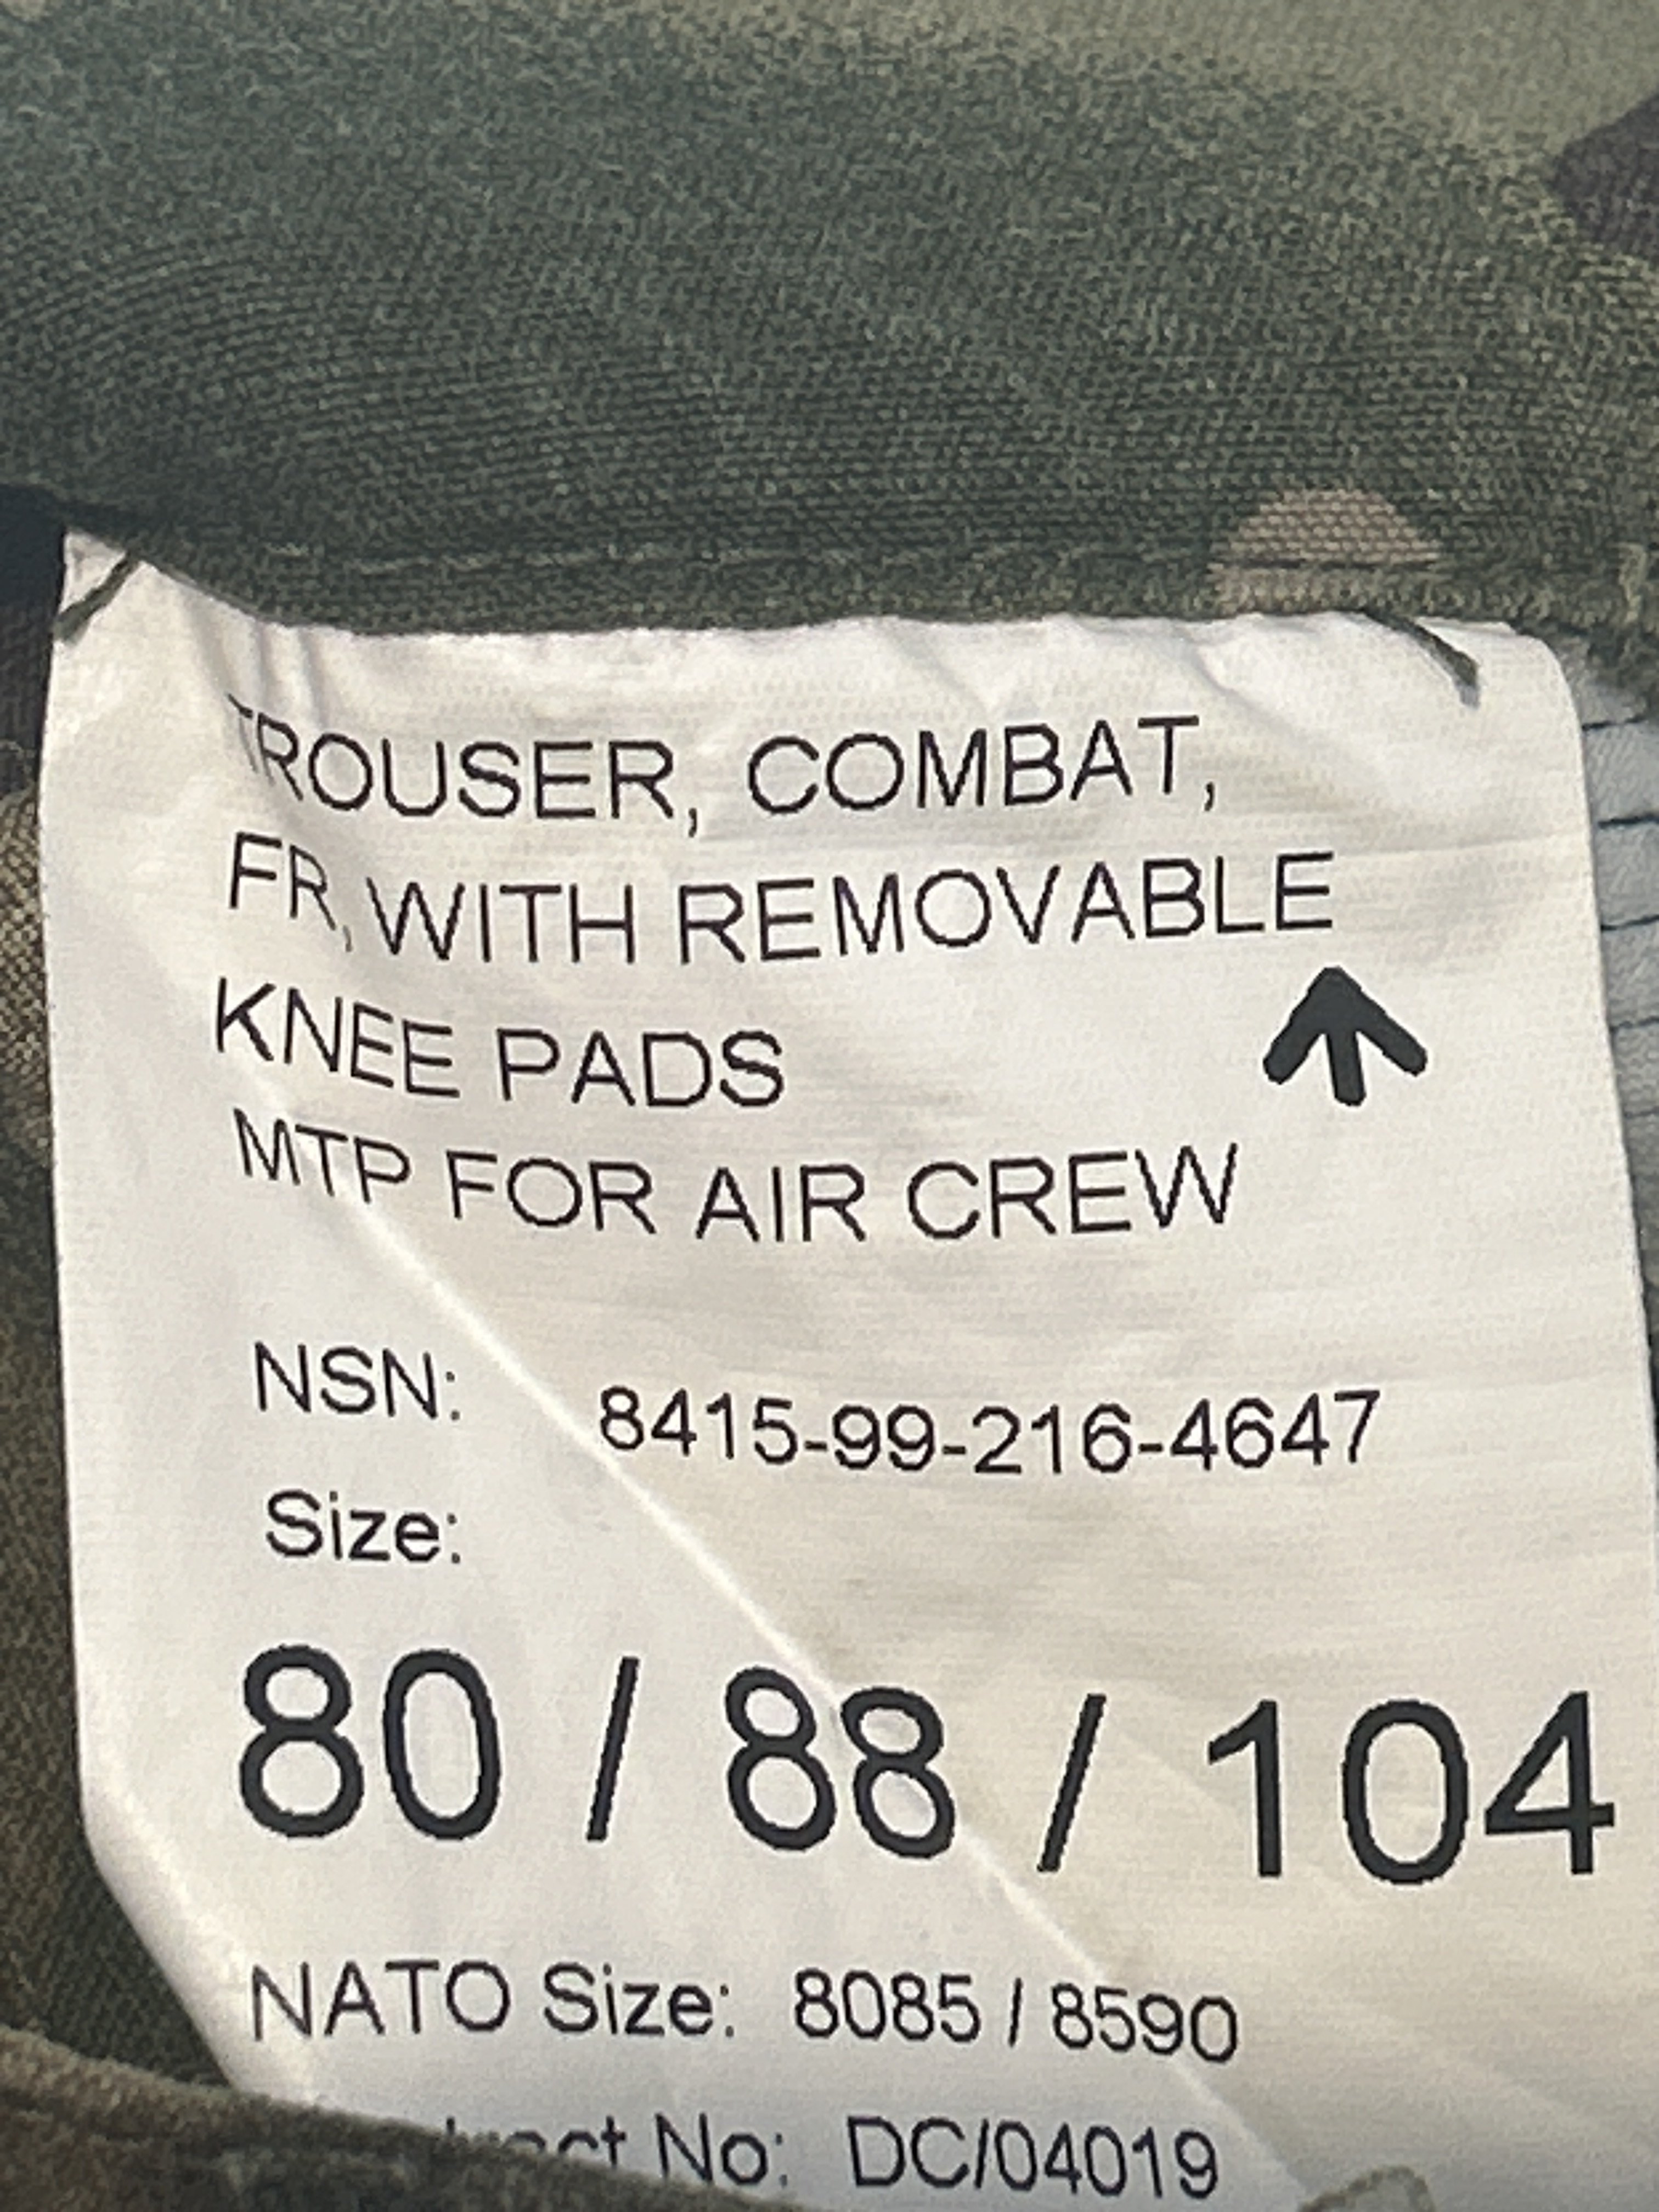 TROUSER, COMBAT,
FR, WITH REMOVABLE
KNEE PADS
MTP FOR AIR CREW
NSN: 8415-99-216-4647
Size:
80 / 88 / 104
NATO Size: 8085 / 8590
No: DC/04019